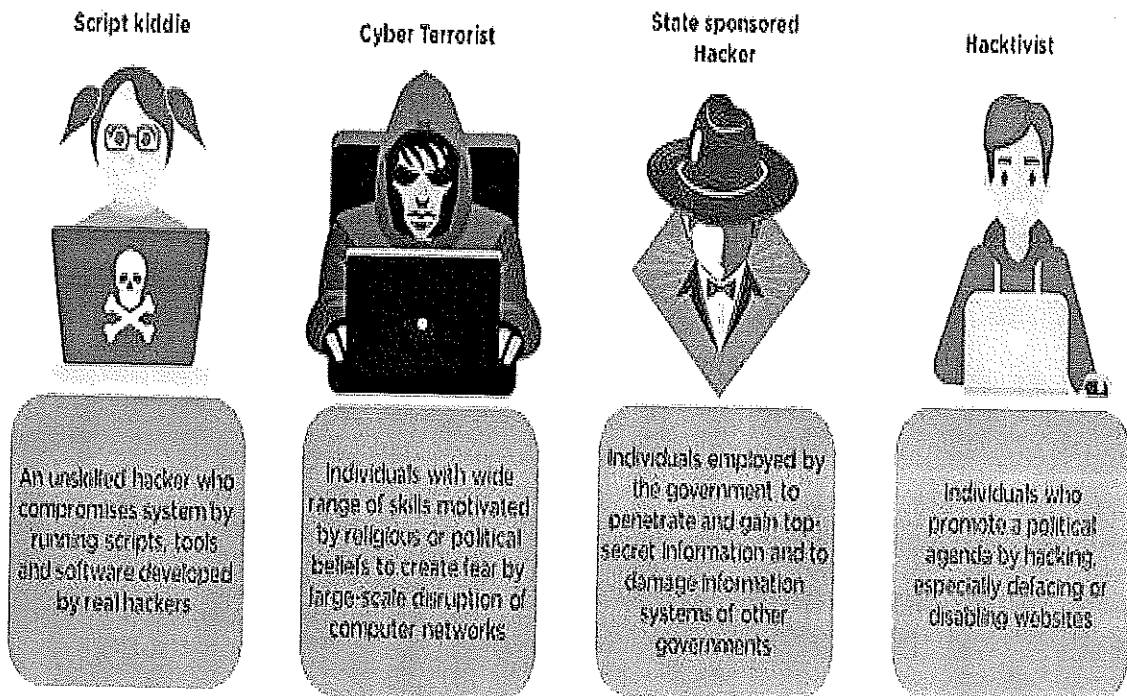 Script kiddie
An unskilled hacker who
compromises system by
running scripts, tools
and software developed
by real hackers
Cyber Terrorist
Individuals with wide
range of skills motivated
by religious or political
beliefs to create fear by
large-scale disruption of
computer networks
State sponsored
Hacker
Individuals employed by
the government to
penetrate and gain top-
secret information and to
damage information
systems of other
governments
Hacktivist
Individuals who
promote a political
agenda by hacking,
especially defacing or
disabling websites